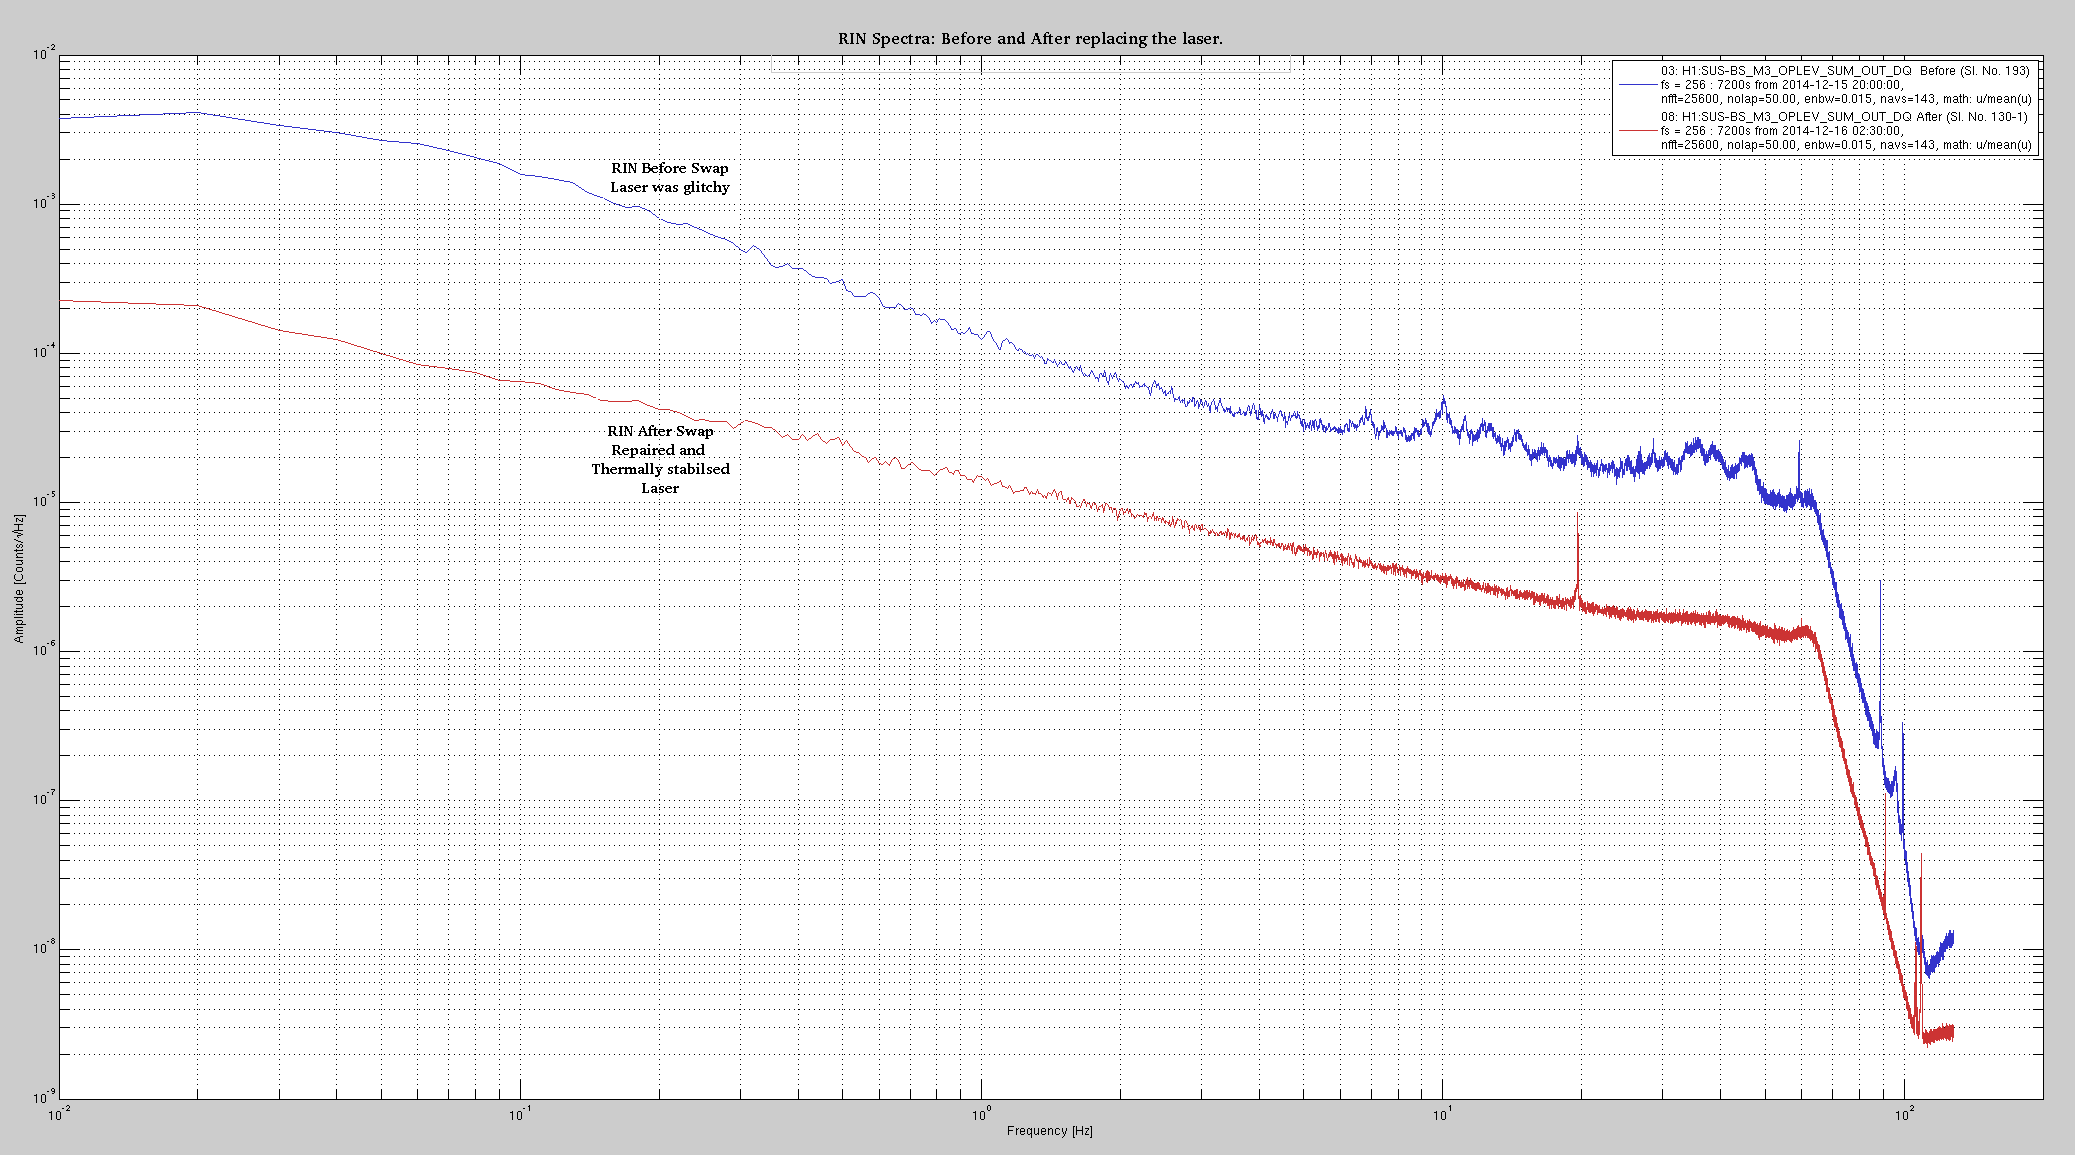 RIN Spectra: Before and After replacing the laser.
03: H1:SUS-BS_M3_OPLEV_SUM_OUT_DQ Before (Sl. No. 193)
fs = 256 : 7200s from 2014-12-15 20:00:00,
nfft=25600, nolap=50.00, enbw=0.015, navs=143, math: u/mean(u)
08: H1:SUS-BS_M3_OPLEV_SUM_OUT_DQ After (Sl. No. 130-1)
fs = 256 : 7200s from 2014-12-16 02:30:00,
nfft=25600, nolap=50.00, enbw=0.015, navs=143, math: u/mean(u)
RIN Before Swap
Laser was glitchy
RIN After Swap
Repaired and
Thermally stabilsed
Laser
Amplitude [Counts/√Hz]
10^-2
10^-3
10^-4
10^-5
10^-6
10^-7
10^-8
10^-9
10^-2 10^-1 10^0 10^1 10^2
Frequency [Hz]